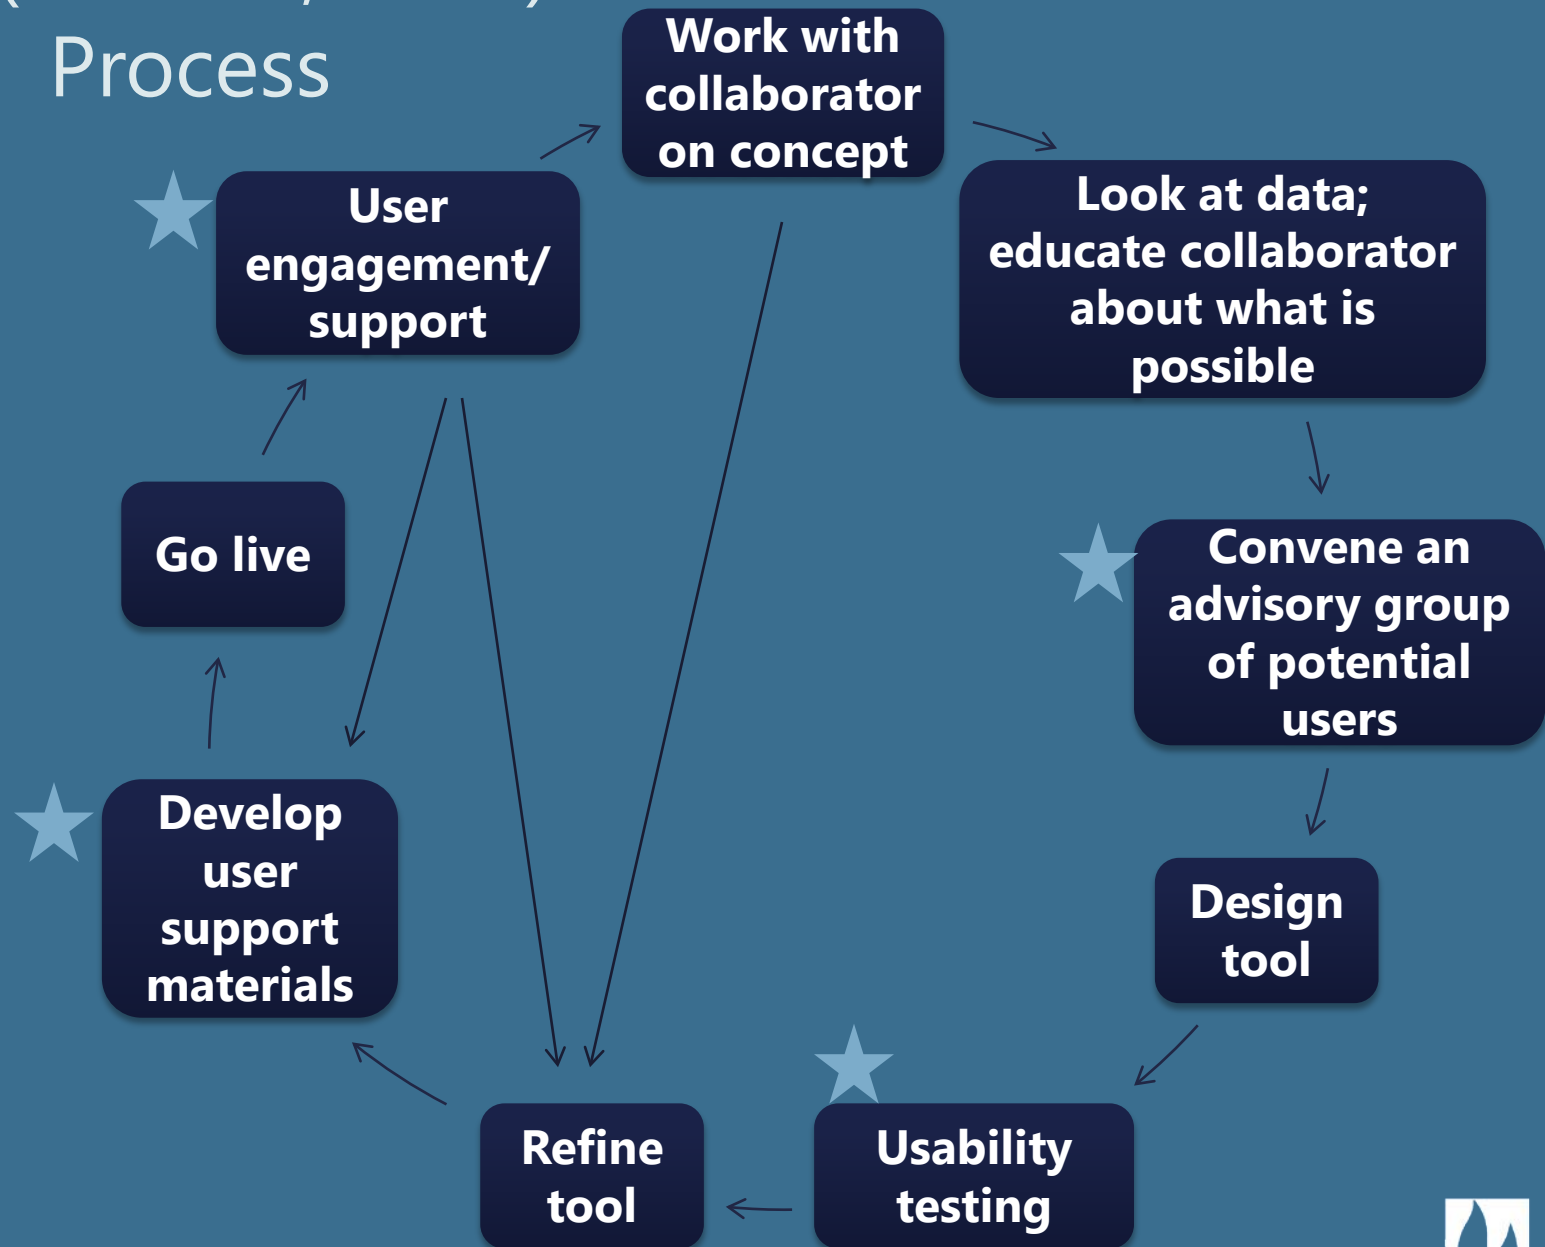 Process
Work with
collaborator
on concept
Look at data;
educate collaborator
about what is
possible
Convene an
advisory group
of potential
users
Design
tool
Usability
testing
Refine
tool
Develop
user
support
materials
Go live
User
engagement/
support